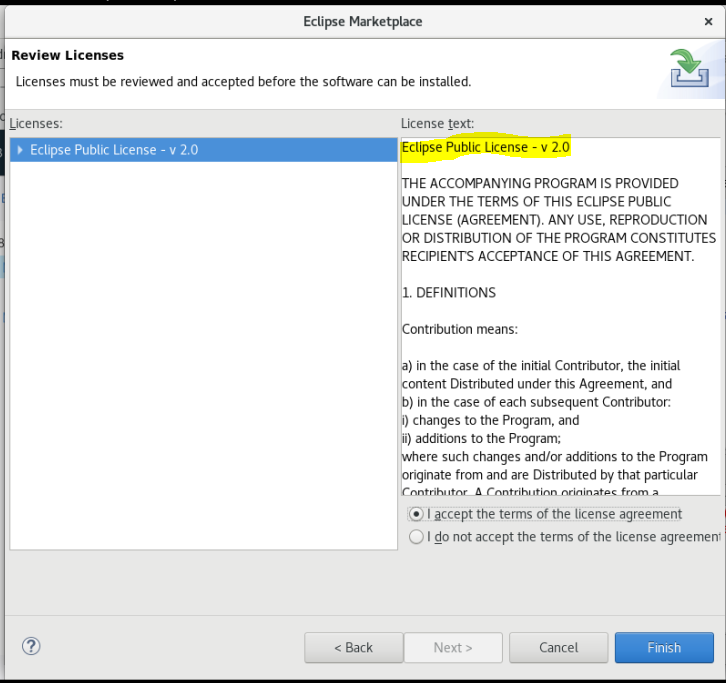 Eclipse Marketplace
Review Licenses
Licenses must be reviewed and accepted before the software can be installed.
Licenses:
Eclipse Public License - v 2.0
License text:
Eclipse Public License - v 2.0
THE ACCOMPANYING PROGRAM IS PROVIDED
UNDER THE TERMS OF THIS ECLIPSE PUBLIC
LICENSE (AGREEMENT). ANY USE, REPRODUCTION
OR DISTRIBUTION OF THE PROGRAM CONSTITUTES
RECIPIENT'S ACCEPTANCE OF THIS AGREEMENT.
1. DEFINITIONS
Contribution means:
a) in the case of the initial Contributor, the initial
content Distributed under this Agreement, and
b) in the case of each subsequent Contributor:
i) changes to the Program, and
ii) additions to the Program;
where such changes and/or additions to the Program
originate from and are Distributed by that particular
Contributor. A Contribution originates from a
I accept the terms of the license agreement
I do not accept the terms of the license agreement
< Back
Next >
Cancel
Finish